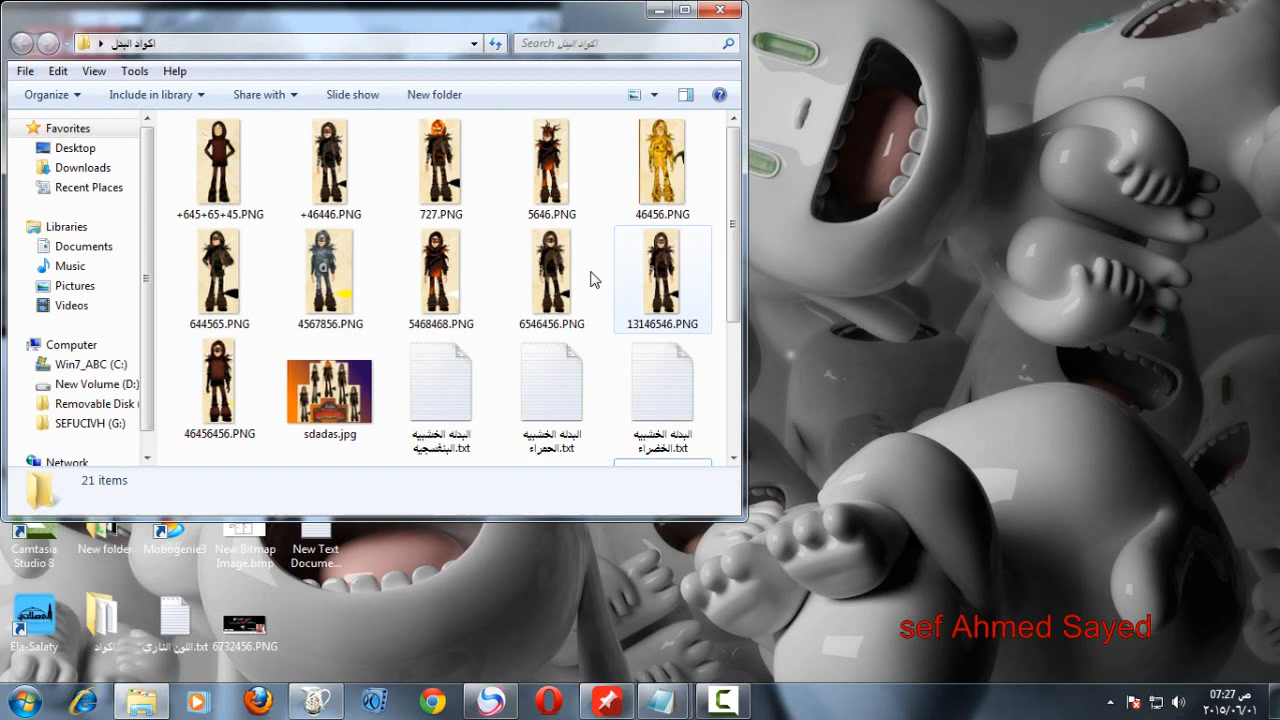 اكواد البدل
Search اكواد البدل
File Edit View Tools Help
Organize Include in library Share with Slide show New folder
Favorites
Desktop
Downloads
Recent Places
Libraries
Documents
Music
Pictures
Videos
Computer
Win7_ABC (C:)
New Volume (D:)
Removable Disk
SEFUCIVH (G:)
Network
+645+65+45.PNG
+46446.PNG
727.PNG
5646.PNG
46456.PNG
644565.PNG
4567856.PNG
5468468.PNG
6546456.PNG
13146546.PNG
46456456.PNG
sdadas.jpg
البدله الخشبيه
البنفسجيه.txt
البدله الخشبيه
الحمراء.txt
البدله الخشبيه
الخضراء.txt
21 items
Camtasia
Studio 8
New folder
Mobogenie3
New Bitmap
Image.bmp
New Text
Docume...
Ela-Salaty
اكواد
اللون النارى.txt
6732456.PNG
sef Ahmed Sayed
07:27 ص
٢٠١٥/٠٦/٠١